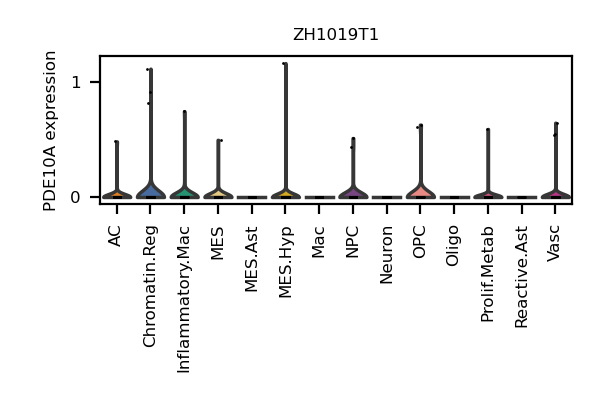 ZH1019T1
PDE10A expression
1
0
AC
Chromatin.Reg
Inflammatory.Mac
MES
MES.Ast
MES.Hyp
Mac
NPC
Neuron
OPC
Oligo
Prolif.Metab
Reactive.Ast
Vasc